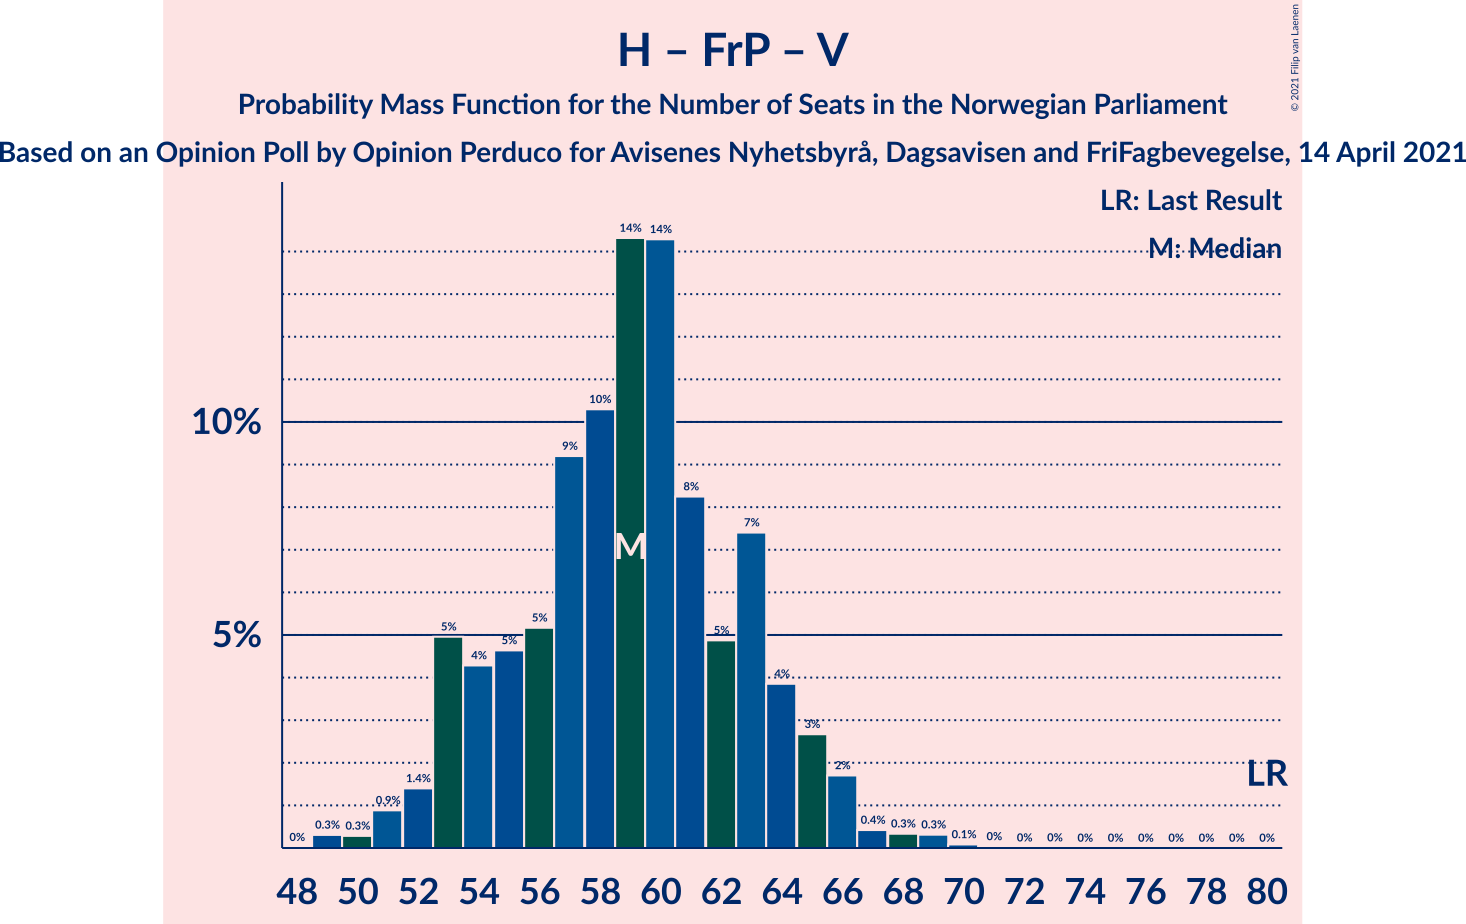 H – FrP – V
Probability Mass Function for the Number of Seats in the Norwegian Parliament
Based on an Opinion Poll by Opinion Perduco for Avisenes Nyhetsbyrå, Dagsavisen and FriFagbevegelse, 14 April 2021
© 2021 Filip van Laenen
LR: Last Result
M: Median
10%
5%
0% 0.3% 0.3% 0.9% 1.4% 5% 4% 5% 5% 9% 10% 14% 14% 8% 5% 7% 4% 3% 2% 0.4% 0.3% 0.3% 0.1% 0% 0% 0% 0% 0% 0% 0% 0% 0% 0%
M
LR
48 50 52 54 56 58 60 62 64 66 68 70 72 74 76 78 80